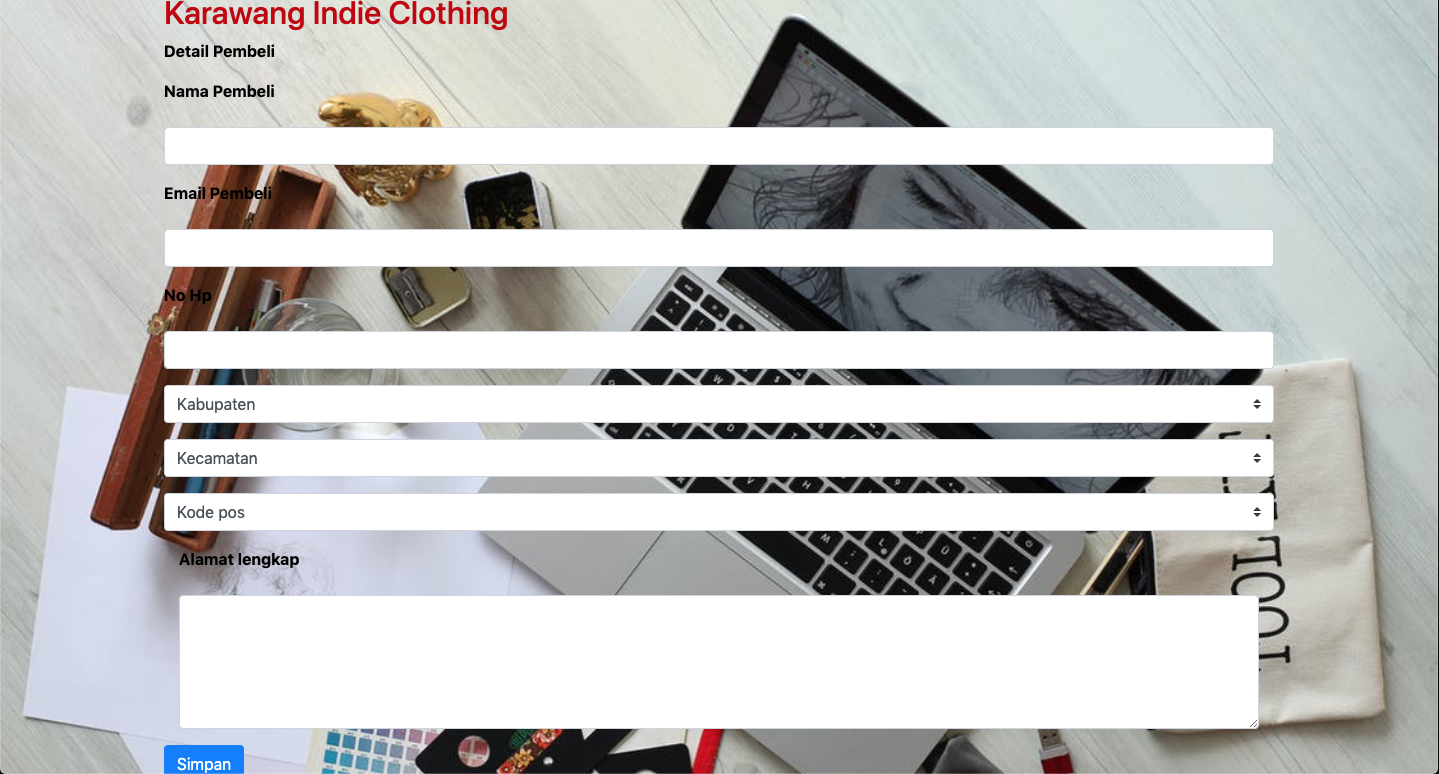 Karawang Indie Clothing
Detail Pembeli
Nama Pembeli
Email Pembeli
No Hp
Kabupaten
Kecamatan
Kode pos
Alamat lengkap
Simpan